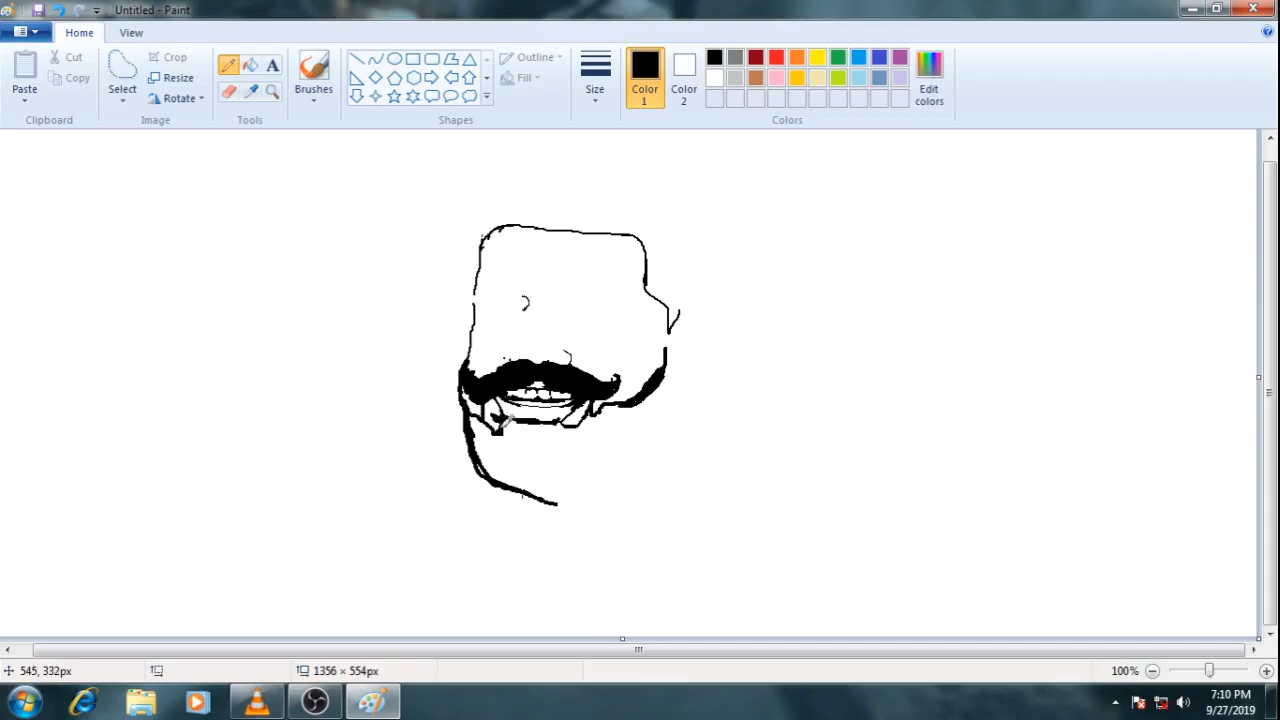 Untitled - Paint
Home View
Paste
Cut
Copy
Select
Crop
Resize
Rotate
A
Brushes
Outline
Fill
Size
Color 1
Color 2
Edit colors
Clipboard Image Tools Shapes Colors
545, 332px
1356 × 554px
100%
7:10 PM
9/27/2019